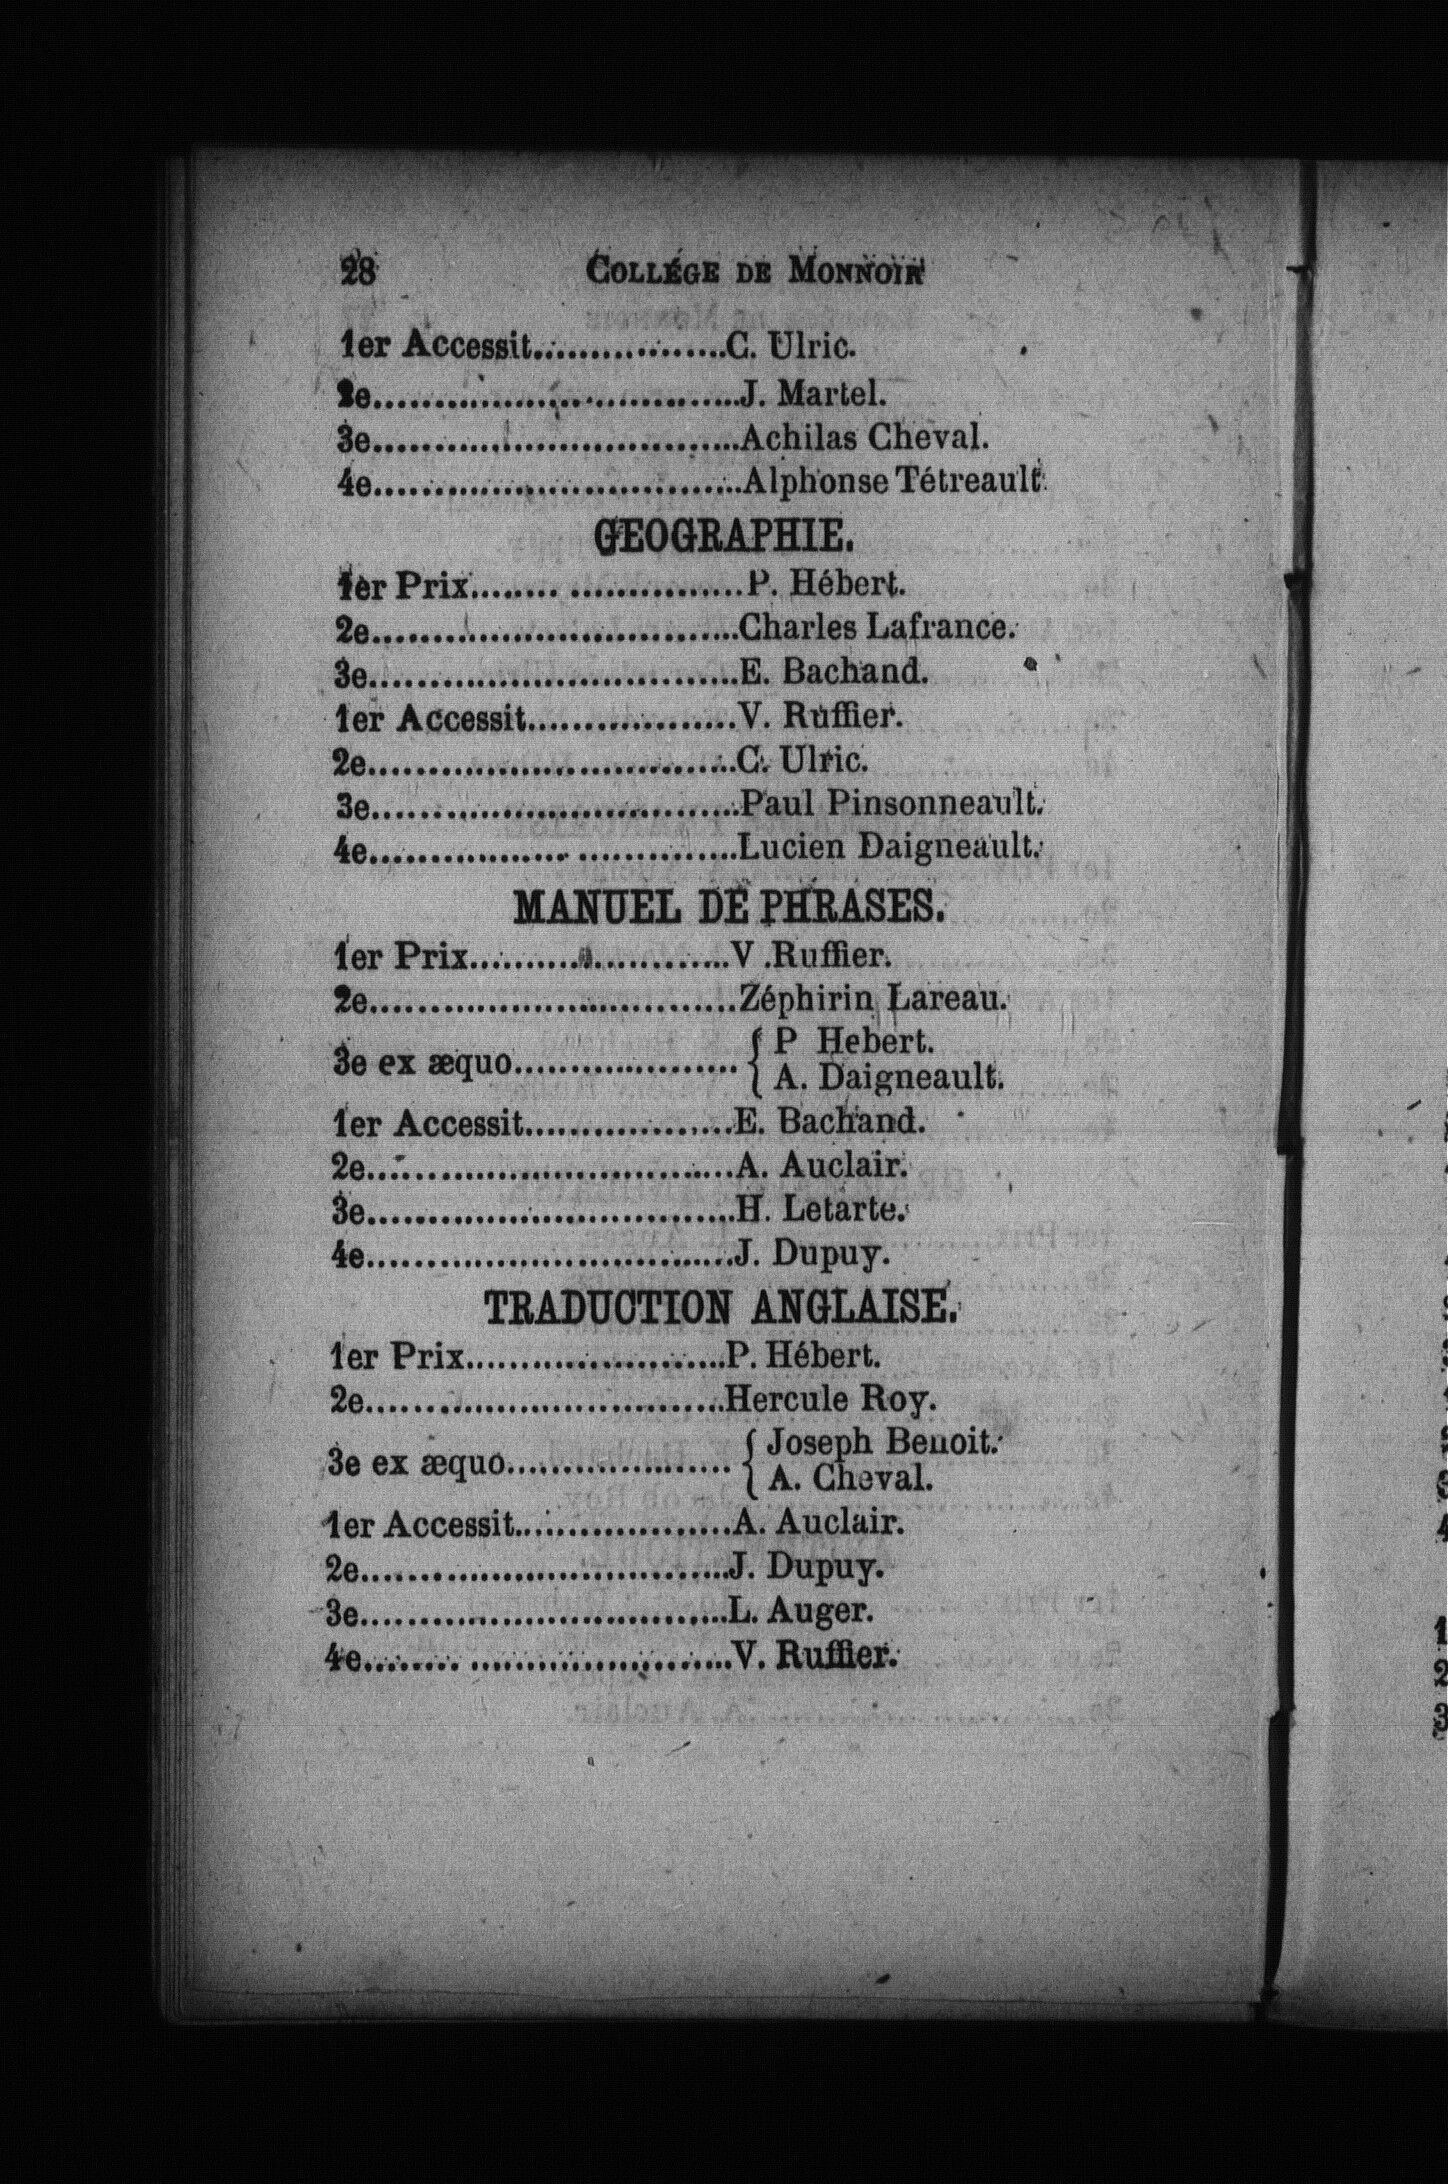 28 COLLÉGE DE MONNOIR
1er Accessit..................C. Ulric.
2e..................................J. Martel.
3e..................................Achilas Cheval.
4e..................................Alphonse Tétreault.
GEOGRAPHIE.
1er Prix........ ................P. Hébert.
2e..................................Charles Lafrance.
3e..................................E. Bachand.
1er Accessit...................V. Ruffier.
2e..................................C. Ulric.
3e..................................Paul Pinsonneault.
4e.................. ...............Lucien Daigneault.
MANUEL DE PHRASES.
1er Prix........................V .Ruffier.
2e..................................Zéphirin Lareau.
3e ex æquo.....................{ P Hebert.
{ A. Daigneault.
1er Accessit...................E. Bachand.
2e..................................A. Auclair.
3e..................................H. Letarte.
4e..................................J. Dupuy.
TRADUCTION ANGLAISE.
1er Prix........................P. Hébert.
2e..................................Hercule Roy.
3e ex æquo.....................{ Joseph Benoit.
{ A. Cheval.
1er Accessit...................A. Auclair.
2e..................................J. Dupuy.
3e..................................L. Auger.
4e......... ........................V. Ruffier.